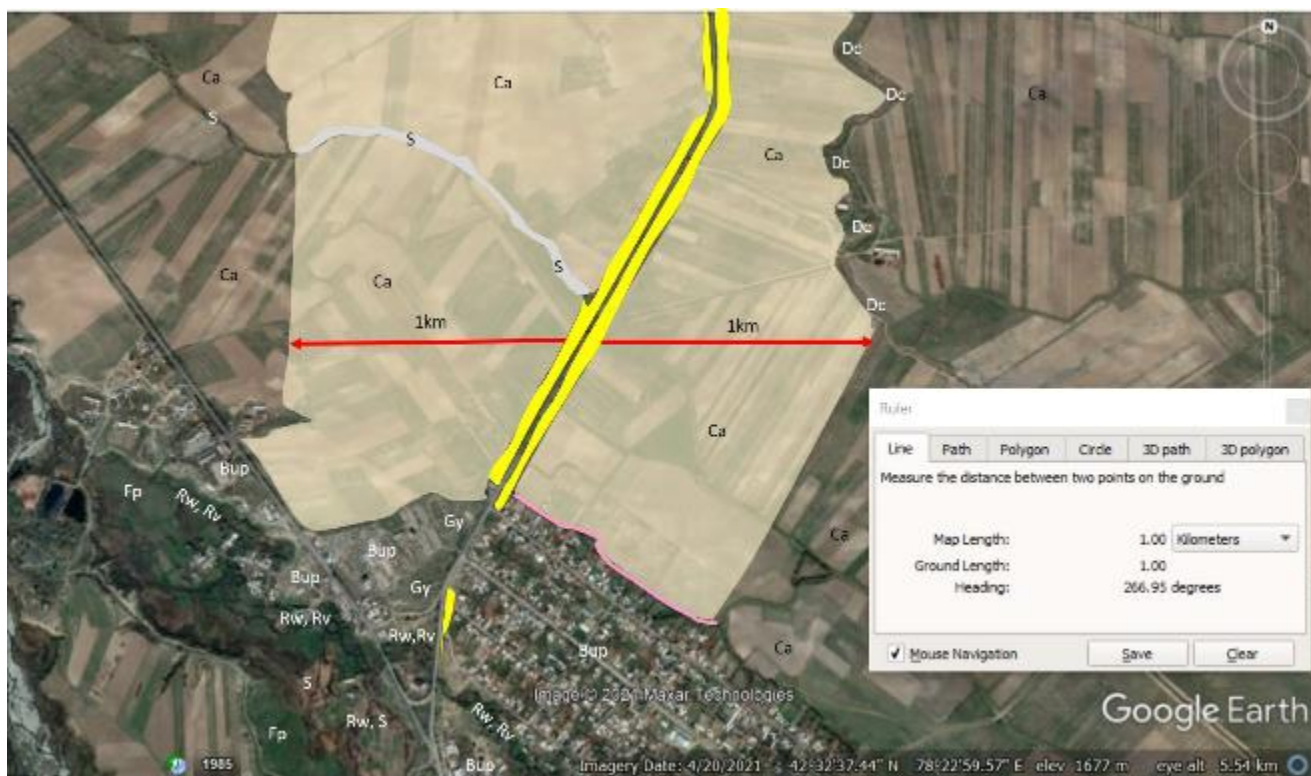 N
Dc
Ca
Ca
Dc
Ca
S
S
Ca
Dc
Dc
S
Ca
Ca
1km
1km
Dc
Ca
Bup
Fp
Rw, Rv
Gy
Bup
Bup
Gy
Rw, Rv
Rw,Rv
Bup
S
Rw, S
Rw, Rv
Fp
Bup
Ca
Ca
Ruler
Line Path Polygon Circle 3D path 3D polygon
Measure the distance between two points on the ground
Map Length: 1.00 Kilometers
Ground Length: 1.00
Heading: 266.95 degrees
Mouse Navigation Save Clear
Image © 2021 Maxar Technologies
Google Earth
1985
Imagery Date: 4/20/2021 42°32'37.44" N 78°22'59.57" E elev 1677 m eye alt 5.54 km